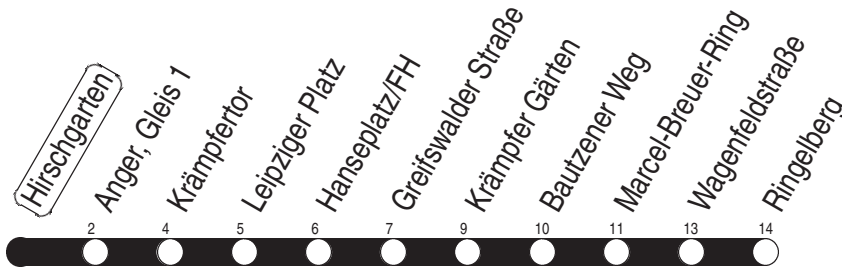 Hirschgarten
Anger, Gleis 1
Krämpfertor
Leipziger Platz
Hanseplatz/FH
Greifswalder Straße
Krämpfer Gärten
Bautzener Weg
Marcel-Breuer-Ring
Wagenfeldstraße
Ringelberg
2 4 5 6 7 9 10 11 13 14